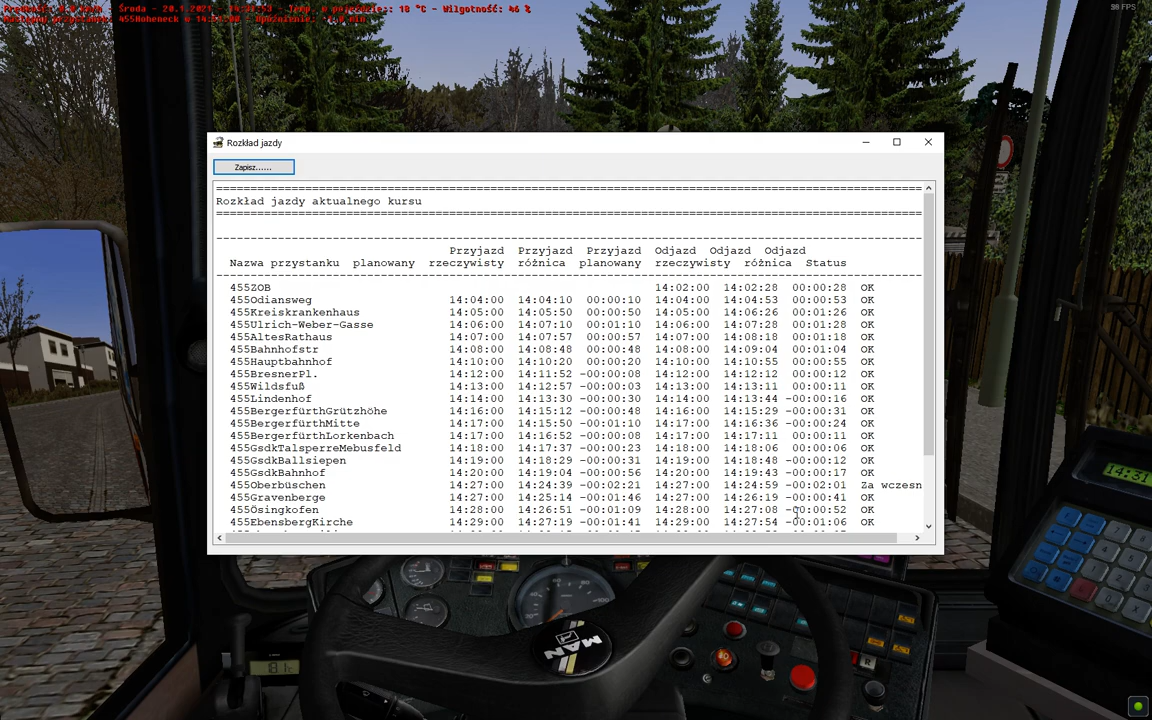 Środa - 20.1.2021 - 18 °C - Wilgotność: 46 %
98 FPS
455Hoheneck
Rozkład jazdy
Zapisz......
Rozkład jazdy aktualnego kursu
Przyjazd Przyjazd Przyjazd Odjazd Odjazd Odjazd
Nazwa przystanku planowany rzeczywisty różnica planowany rzeczywisty różnica Status
455ZOB 14:02:00 14:02:28 00:00:28 OK
455Odiansweg 14:04:00 14:04:10 00:00:10 14:04:00 14:04:53 00:00:53 OK
455Kreiskrankenhaus 14:05:00 14:05:50 00:00:50 14:05:00 14:06:26 00:01:26 OK
455Ulrich-Weber-Gasse 14:06:00 14:07:10 00:01:10 14:06:00 14:07:28 00:01:28 OK
455AltesRathaus 14:07:00 14:07:57 00:00:57 14:07:00 14:08:18 00:01:18 OK
455Bahnhofstr 14:08:00 14:08:48 00:00:48 14:08:00 14:09:04 00:01:04 OK
455Hauptbahnhof 14:10:00 14:10:20 00:00:20 14:10:00 14:10:55 00:00:55 OK
455BresnerPl. 14:12:00 14:11:52 -00:00:08 14:12:00 14:12:12 00:00:12 OK
455Wildsfuß 14:13:00 14:12:57 -00:00:03 14:13:00 14:13:11 00:00:11 OK
455Lindenhof 14:14:00 14:13:30 -00:00:30 14:14:00 14:13:44 -00:00:16 OK
455BergerfürthGrützhöhe 14:16:00 14:15:12 -00:00:48 14:16:00 14:15:29 -00:00:31 OK
455BergerfürthMitte 14:17:00 14:15:50 -00:01:10 14:17:00 14:16:36 -00:00:24 OK
455BergerfürthLorkenbach 14:17:00 14:16:52 -00:00:08 14:17:00 14:17:11 00:00:11 OK
455GsdkTalsperreMebusfeld 14:18:00 14:17:37 -00:00:23 14:18:00 14:18:06 00:00:06 OK
455GsdkBallsiepen 14:19:00 14:18:29 -00:00:31 14:19:00 14:18:48 -00:00:12 OK
455GsdkBahnhof 14:20:00 14:19:04 -00:00:56 14:20:00 14:19:43 -00:00:17 OK
455Oberbüschen 14:27:00 14:24:39 -00:02:21 14:27:00 14:24:59 -00:02:01 Za wczesn
455Gravenberge 14:27:00 14:25:14 -00:01:46 14:27:00 14:26:19 -00:00:41 OK
455Ösingkofen 14:28:00 14:26:51 -00:01:09 14:28:00 14:27:08 -00:00:52 OK
455EbensbergKirche 14:29:00 14:27:19 -00:01:41 14:29:00 14:27:54 -00:01:06 OK
14:31
MAN